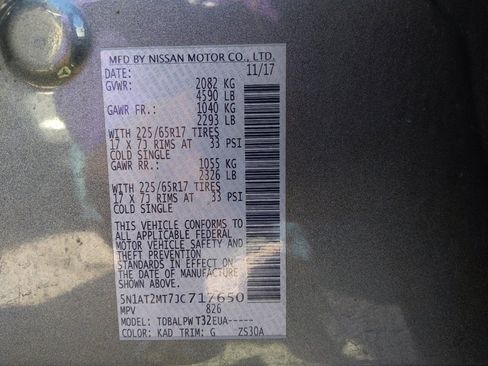 MFD BY NISSAN MOTOR CO., LTD.
DATE: 11/17
GVWR: 2082 KG
4590 LB
GAWR FR.: 1040 KG
2293 LB
WITH 225/65R17 TIRES
17 X 7J RIMS AT 33 PSI
COLD SINGLE
GAWR RR.: 1055 KG
2326 LB
WITH 225/65R17 TIRES
17 X 7J RIMS AT 33 PSI
COLD SINGLE
THIS VEHICLE CONFORMS TO
ALL APPLICABLE FEDERAL
MOTOR VEHICLE SAFETY AND
THEFT PREVENTION
STANDARDS IN EFFECT ON
THE DATE OF MANUFACTURE
SHOWN ABOVE.
5N1AT2MT7JC717650
MPV 826
MODEL: TDBALPW T32EUA-----
COLOR: KAD TRIM: G ZS30A